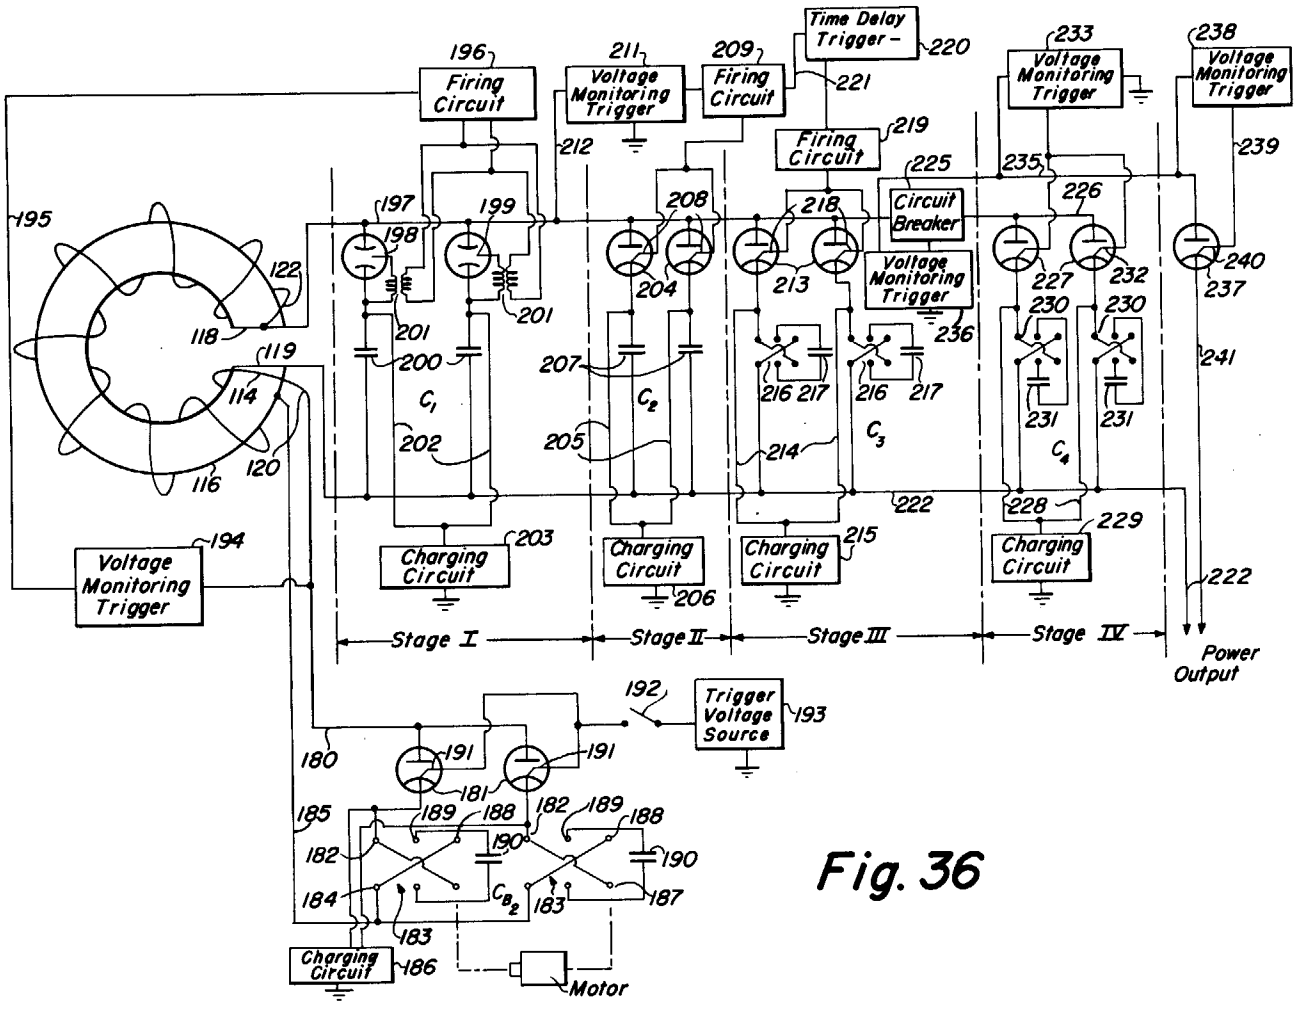 Time Delay
Trigger-
220
196
211
209
221
233
238
Firing
Circuit
Voltage
Monitoring
Trigger
Firing
Circuit
Voltage
Monitoring
Trigger
Voltage
Monitoring
Trigger
212
Firing
Circuit
219
225
235
239
195
197
198
199
208
218
Circuit
Breaker
226
122
201
201
204
213
Voltage
Monitoring
Trigger
236
227
232
240
237
118
119
114
200
207
216
217
216
217
230
230
241
231
231
C1
C2
C3
C4
202
205
214
120
116
222
228
194
203
215
229
Voltage
Monitoring
Trigger
Charging
Circuit
Charging
Circuit
206
Charging
Circuit
Charging
Circuit
222
Stage I
Stage II
Stage III
Stage IV
Power
Output
192
Trigger
Voltage
Source
193
180
191
191
181
185
189
188
182
189
188
182
190
190
184
183
CB2
183
187
Charging
Circuit
186
Motor
Fig. 36